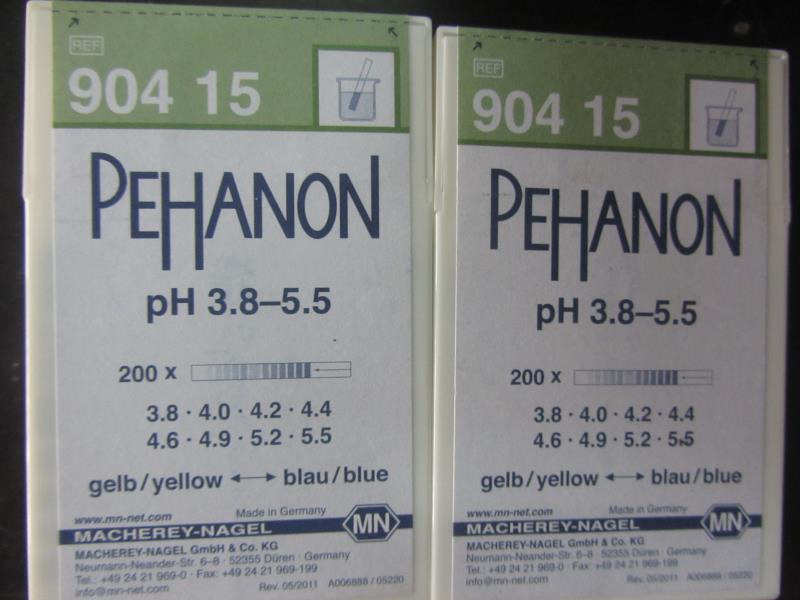 REF
904 15
PEHANON
pH 3.8–5.5
200 x
3.8 · 4.0 · 4.2 · 4.4
4.6 · 4.9 · 5.2 · 5.5
gelb/yellow ←→ blau/blue
www.mn-net.com Made in Germany
MACHEREY-NAGEL MN
MACHEREY-NAGEL GmbH & Co. KG
Neumann-Neander-Str. 6–8 · 52355 Düren · Germany
Tel.: +49 24 21 969-0 · Fax: +49 24 21 969-199
info@mn-net.com Rev. 05/2011 A006888 / 05220
REF
904 15
PEHANON
pH 3.8–5.5
200 x
3.8 · 4.0 · 4.2 · 4.4
4.6 · 4.9 · 5.2 · 5.5
gelb/yellow ←→ blau/blue
www.mn-net.com Made in Germany
MACHEREY-NAGEL MN
MACHEREY-NAGEL GmbH & Co. KG
Neumann-Neander-Str. 6–8 · 52355 Düren · Germany
Tel.: +49 24 21 969-0 · Fax: +49 24 21 969-199
info@mn-net.com Rev. 05/2011 A006888 / 05220